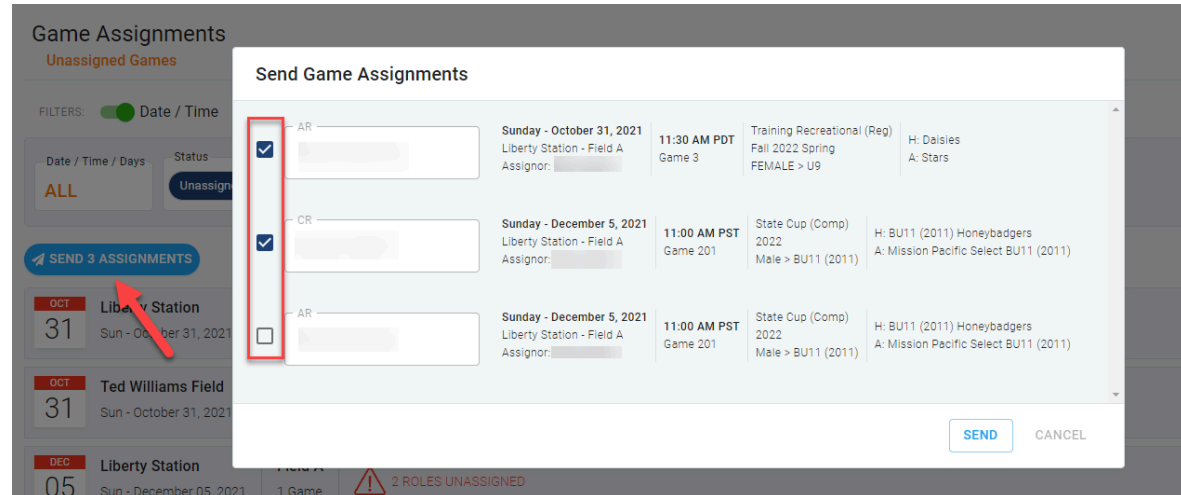 Game Assignments
Unassigned Games
FILTERS: Date / Time
Date / Time / Days
Status
ALL
SEND 3 ASSIGNMENTS
OCT
31
Liberty Station
Sun - October 31, 2021
OCT
31
Ted Williams Field
Sun - October 31, 2021
DEC
05
Liberty Station
Sun - December 05, 2021
Field A
1 Game
2 ROLES UNASSIGNED
Send Game Assignments
AR
Sunday - October 31, 2021
Liberty Station - Field A
Assignor:
11:30 AM PDT
Game 3
Training Recreational (Reg)
Fall 2022 Spring
FEMALE > U9
H: Daisies
A: Stars
CR
Sunday - December 5, 2021
Liberty Station - Field A
Assignor:
11:00 AM PST
Game 201
State Cup (Comp)
2022
Male > BU11 (2011)
H: BU11 (2011) Honeybadgers
A: Mission Pacific Select BU11 (2011)
AR
Sunday - December 5, 2021
Liberty Station - Field A
Assignor:
11:00 AM PST
Game 201
State Cup (Comp)
2022
Male > BU11 (2011)
H: BU11 (2011) Honeybadgers
A: Mission Pacific Select BU11 (2011)
SEND
CANCEL